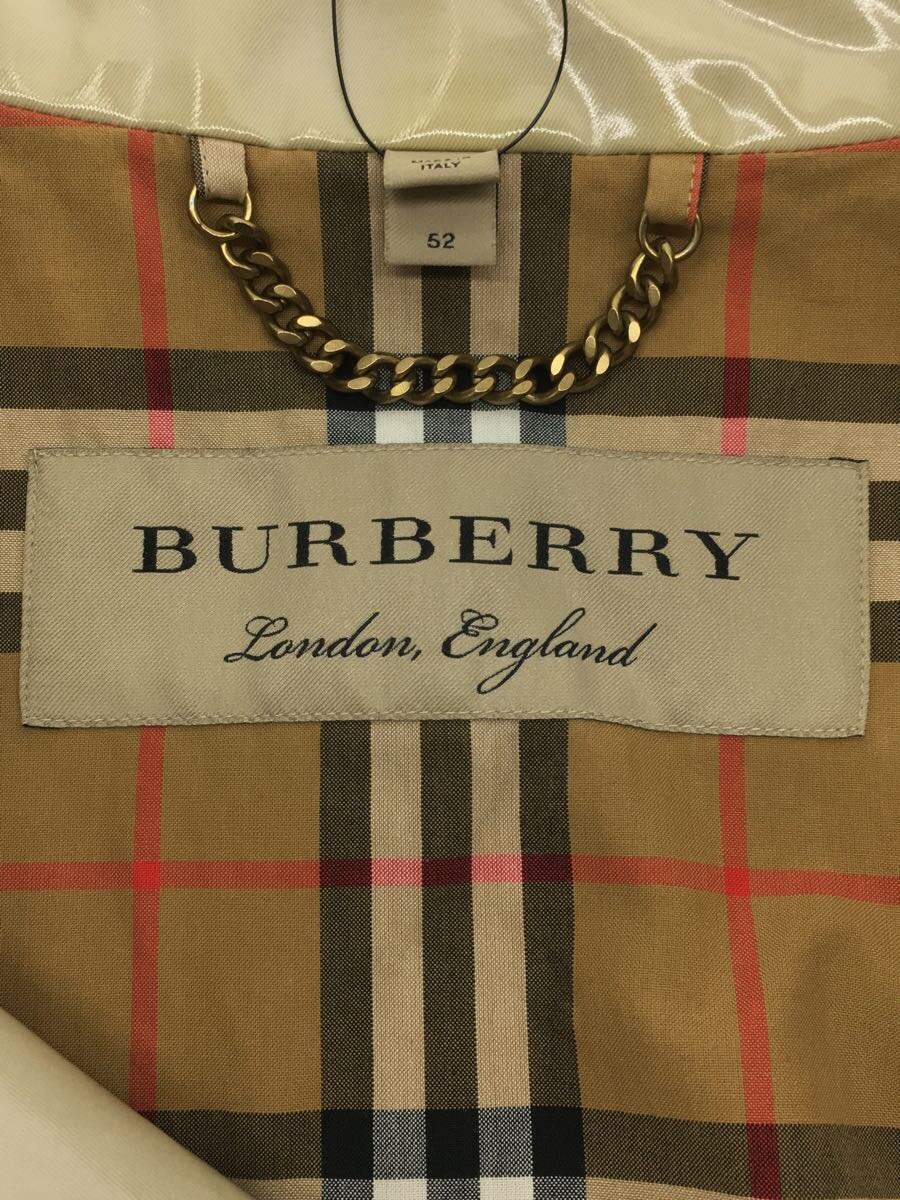 ITALY
52
BURBERRY
London, England